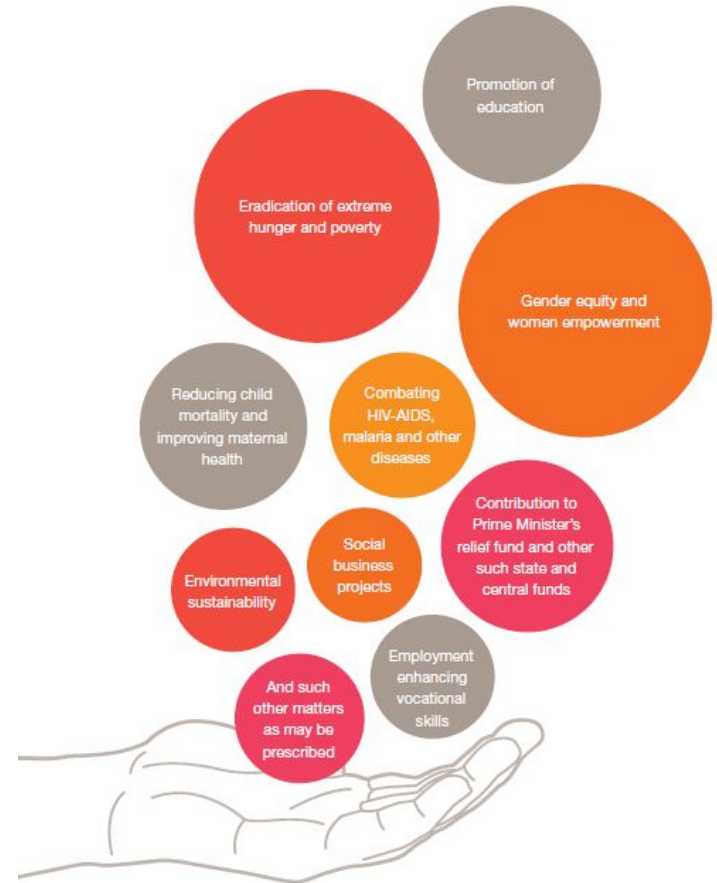 Promotion of
education
Eradication of extreme
hunger and poverty
Gender equity and
women empowerment
Reducing child
mortality and
improving maternal
health
Combating
HIV-AIDS,
malaria and other
diseases
Contribution to
Prime Minister's
relief fund and other
such state and
central funds
Social
business
projects
Environmental
sustainability
Employment
enhancing
vocational
skills
And such
other matters
as may be
prescribed